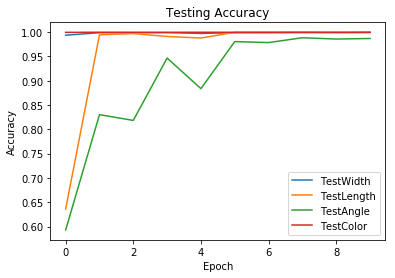 Testing Accuracy
1.00
0.95
0.90
0.85
0.80
0.75
0.70
0.65
0.60
Accuracy
0 2 4 6 8
Epoch
TestWidth
TestLength
TestAngle
TestColor